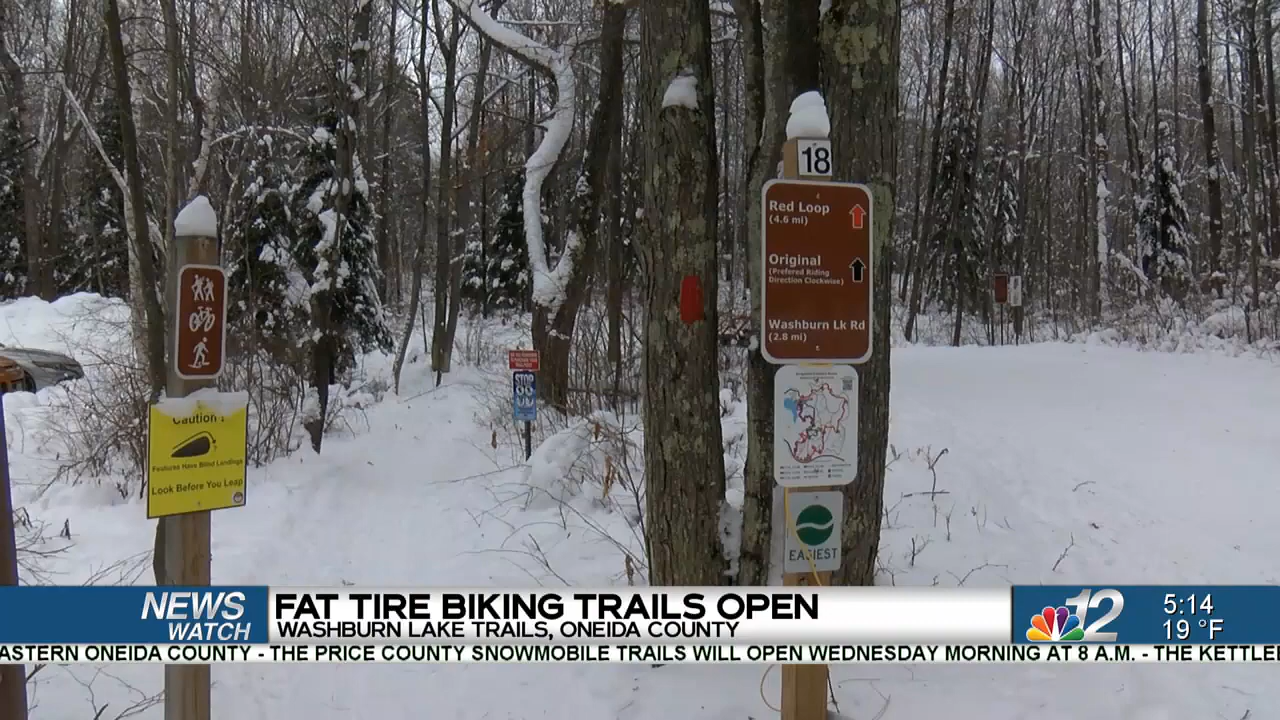 18
Red Loop
(4.6 mi)
Original
(Prefered Riding
Direction Clockwise)
Washburn Lk Rd
(2.8 mi)
EASIEST
Caution!
Features Have Blind Landings
Look Before You Leap
STOP
NEWS
WATCH
FAT TIRE BIKING TRAILS OPEN
WASHBURN LAKE TRAILS, ONEIDA COUNTY
12
5:14
19 °F
ASTERN ONEIDA COUNTY - THE PRICE COUNTY SNOWMOBILE TRAILS WILL OPEN WEDNESDAY MORNING AT 8 A.M. - THE KETTLE